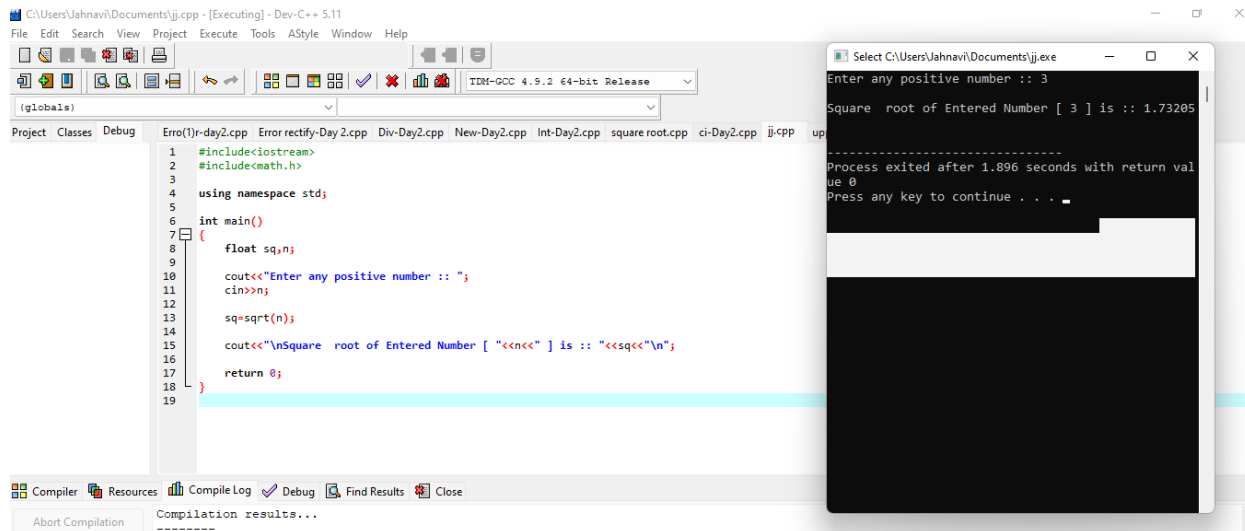 C:\Users\Jahnavi\Documents\jj.cpp - [Executing] - Dev-C++ 5.11
File Edit Search View Project Execute Tools AStyle Window Help
TDM-GCC 4.9.2 64-bit Release
(globals)
Project Classes Debug
Erro(1)r-day2.cpp Error rectify-Day 2.cpp Div-Day2.cpp New-Day2.cpp Int-Day2.cpp square root.cpp ci-Day2.cpp jj.cpp up
1 #include<iostream>
2 #include<math.h>
3
4 using namespace std;
5
6 int main()
7 {
8 float sq,n;
9
10 cout<<"Enter any positive number :: ";
11 cin>>n;
12
13 sq=sqrt(n);
14
15 cout<<"\nSquare  root of Entered Number [ "<<n<<" ] is :: "<<sq<<"\n";
16
17 return 0;
18 }
19
Select C:\Users\Jahnavi\Documents\jj.exe
Enter any positive number :: 3
Square  root of Entered Number [ 3 ] is :: 1.73205
--------------------------------
Process exited after 1.896 seconds with return val
ue 0
Press any key to continue . . .
Compiler Resources Compile Log Debug Find Results Close
Abort Compilation
Compilation results...
--------